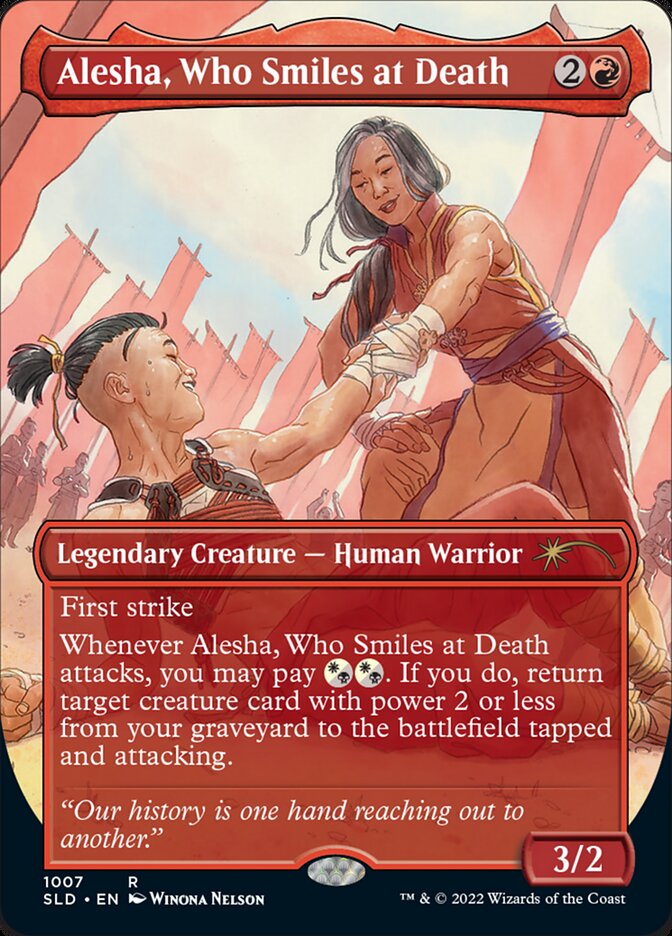 Alesha, Who Smiles at Death 2
Legendary Creature — Human Warrior
First strike
Whenever Alesha, Who Smiles at Death
attacks, you may pay . If you do, return
target creature card with power 2 or less
from your graveyard to the battlefield tapped
and attacking.
“Our history is one hand reaching out to
another.”
3/2
1007 R
SLD • EN Winona Nelson
™ & © 2022 Wizards of the Coast